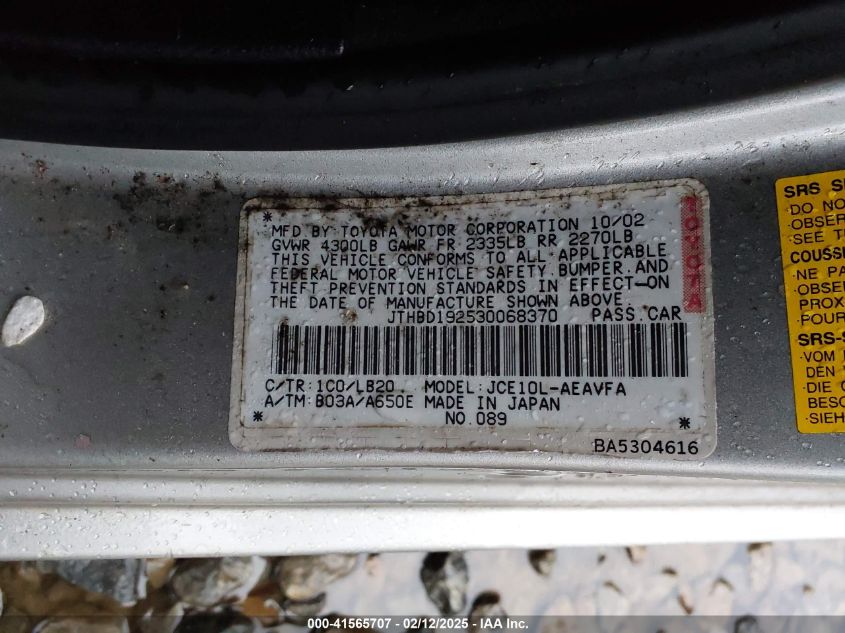 MFD BY TOYOTA MOTOR CORPORATION 10/02
GVWR 4300LB GAWR FR 2335LB RR 2270LB
THIS VEHICLE CONFORMS TO ALL APPLICABLE
FEDERAL MOTOR VEHICLE SAFETY, BUMPER, AND
THEFT PREVENTION STANDARDS IN EFFECT ON
THE DATE OF MANUFACTURE SHOWN ABOVE.
JTHBD192530068370 PASS.CAR
C/TR:1C0/LB20 MODEL:JCE10L-AEAVFA
A/TM:B03A/A650E MADE IN JAPAN
NO.089
BA5304616
SRS S
DO NO
·OBSER
·SEE T
COUSSI
NE PA
·OBSE
PROX
·POUR
SRS-S
·VOM
DEN
·DIE
·SIEH
000-41565707 - 02/12/2025 - IAA Inc.